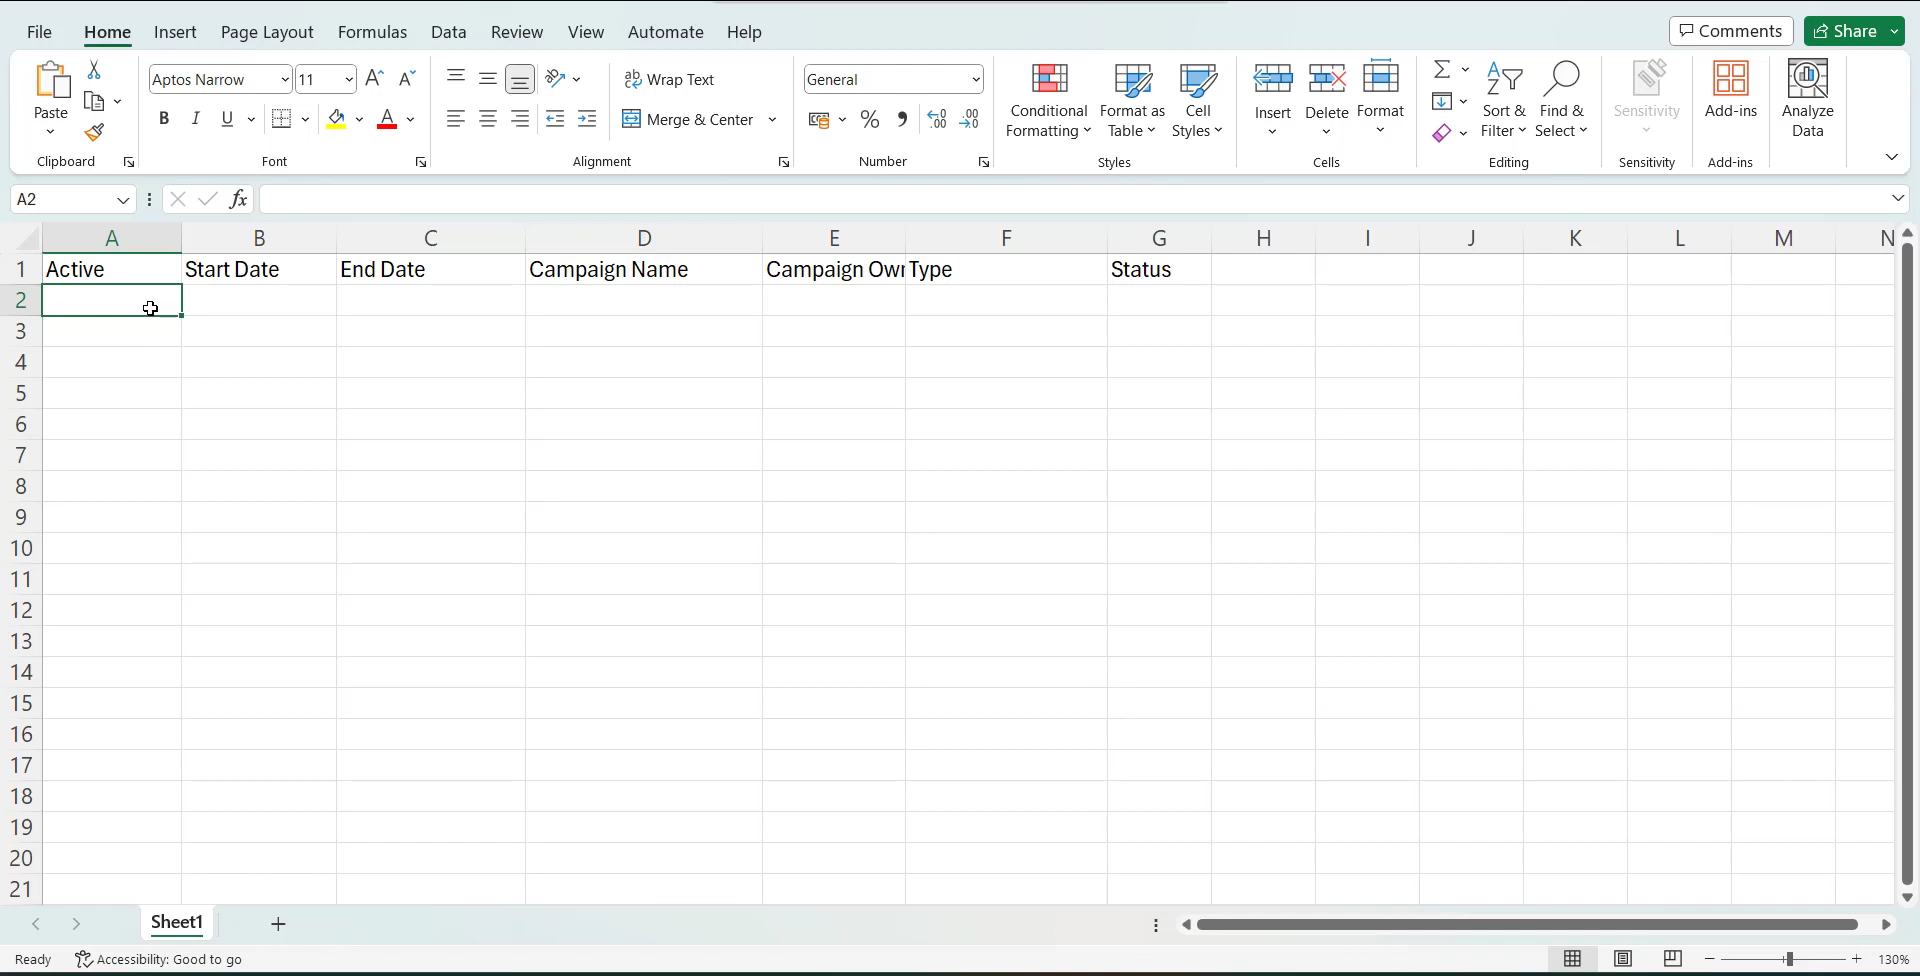 File Home Insert Page Layout Formulas Data Review View Automate Help Comments Share
Aptos Narrow 11 Wrap Text General
Paste B I U Merge & Center % Conditional Formatting Format as Table Cell Styles Insert Delete Format Sort & Filter Find & Select Sensitivity Add-ins Analyze Data
Clipboard Font Alignment Number Styles Cells Editing Sensitivity Add-ins
A2 fx
A B C D E F G H I J K L M N
1 Active Start Date End Date Campaign Name Campaign Type Status
2
3
4
5
6
7
8
9
10
11
12
13
14
15
16
17
18
19
20
21
Sheet1
Ready Accessibility: Good to go 130%